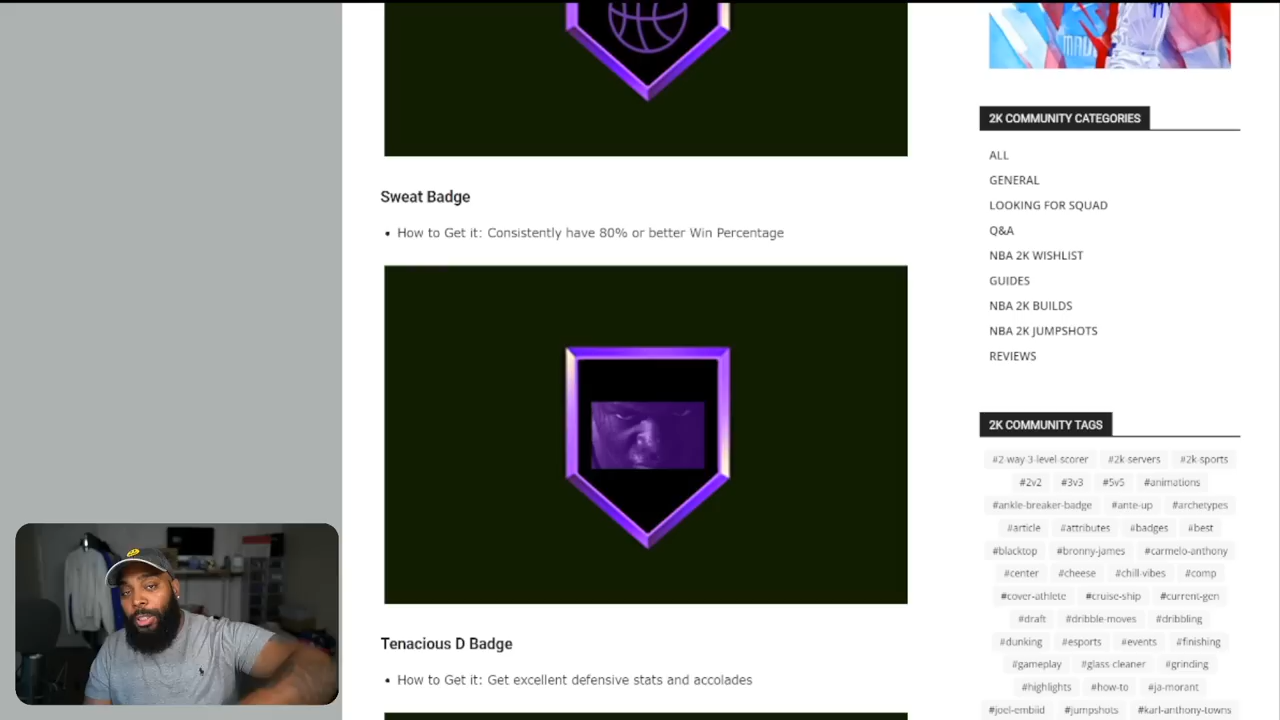 Sweat Badge
• How to Get it: Consistently have 80% or better Win Percentage
Tenacious D Badge
• How to Get it: Get excellent defensive stats and accolades
2K COMMUNITY CATEGORIES
ALL
GENERAL
LOOKING FOR SQUAD
Q&A
NBA 2K WISHLIST
GUIDES
NBA 2K BUILDS
NBA 2K JUMPSHOTS
REVIEWS
2K COMMUNITY TAGS
#2-way-3-level-scorer #2k-servers #2k-sports
#2v2 #3v3 #5v5 #animations
#ankle-breaker-badge #ante-up #archetypes
#article #attributes #badges #best
#blacktop #bronny-james #carmelo-anthony
#center #cheese #chill-vibes #comp
#cover-athlete #cruise-ship #current-gen
#draft #dribble-moves #dribbling
#dunking #esports #events #finishing
#gameplay #glass-cleaner #grinding
#highlights #how-to #ja-morant
#joel-embiid #jumpshots #karl-anthony-towns